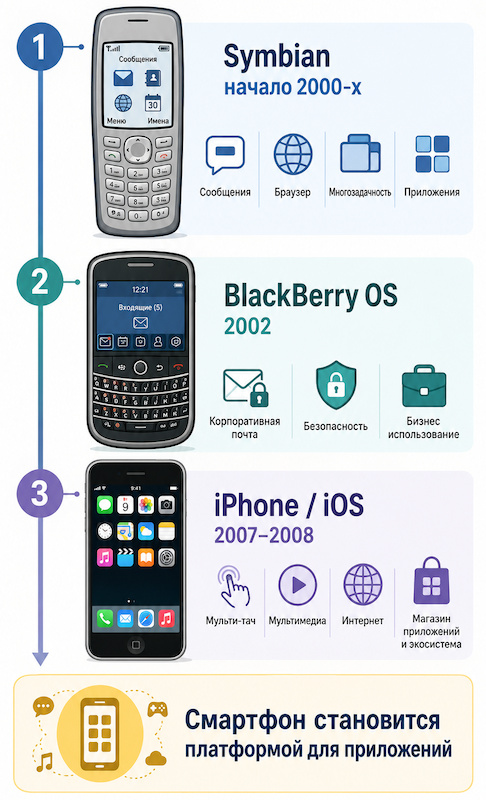 1
Сообщения
30
Меню Имена
Symbian
начало 2000-х
Сообщения
Браузер
Многозадачность
Приложения
2
12:21
Входящие (5)
BlackBerry OS
2002
Корпоративная
почта
Безопасность
Бизнес
использование
3
9:41
9
iPhone / iOS
2007–2008
Мульти-тач
Мультимедиа
Интернет
Магазин
приложений
и экосистема
Смартфон становится
платформой для приложений